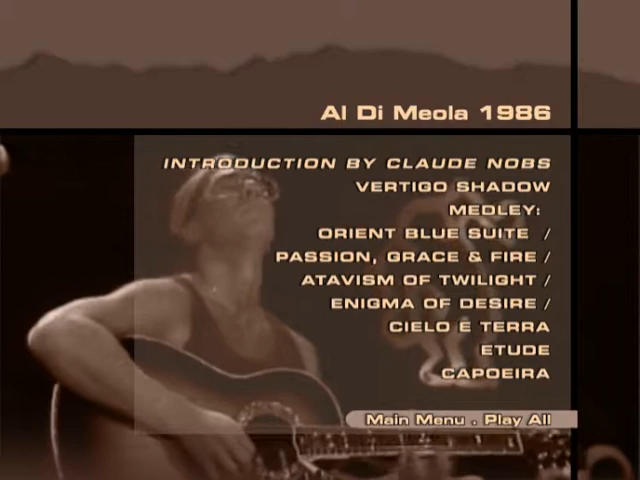 Al Di Meola 1986
INTRODUCTION BY CLAUDE NOBS
VERTIGO SHADOW
MEDLEY:
ORIENT BLUE SUITE /
PASSION, GRACE & FIRE /
ATAVISM OF TWILIGHT /
ENIGMA OF DESIRE /
CIELO E TERRA
ETUDE
CAPOEIRA
Main Menu . Play All